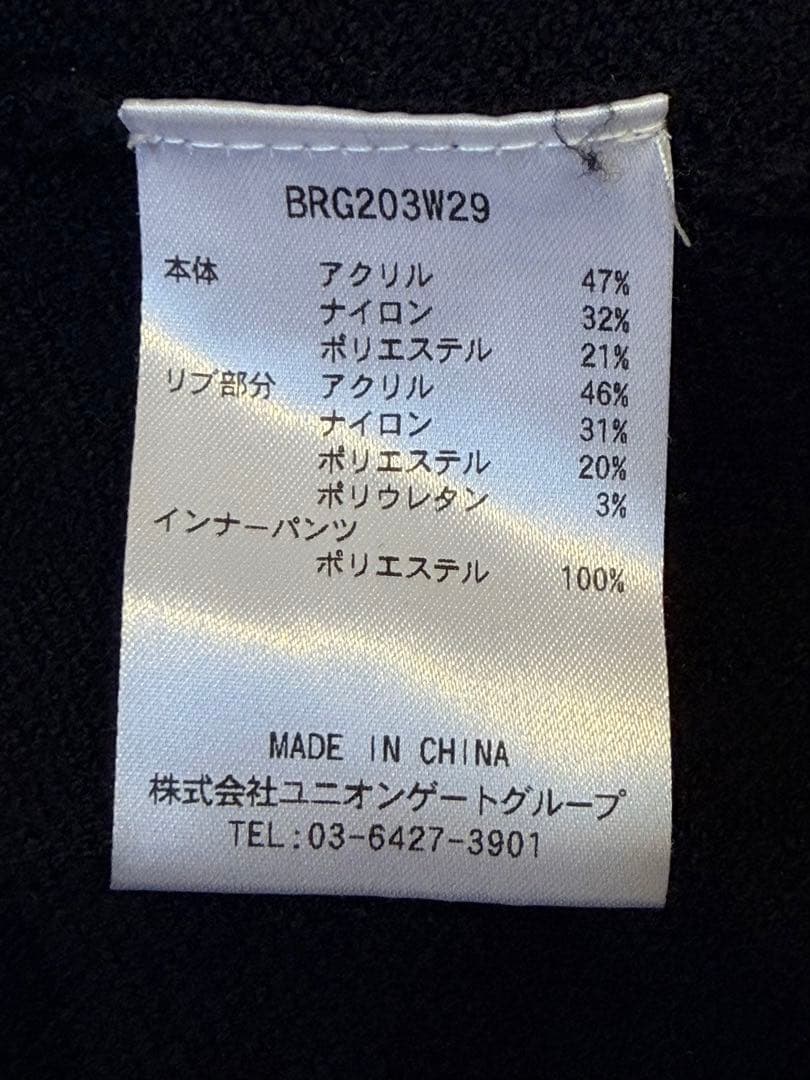 BRG203W29
本体 アクリル 47%
ナイロン 32%
ポリエステル 21%
リブ部分 アクリル 46%
ナイロン 31%
ポリエステル 20%
ポリウレタン 3%
インナーパンツ
ポリエステル 100%
MADE IN CHINA
株式会社ユニオンゲートグループ
TEL:03-6427-3901